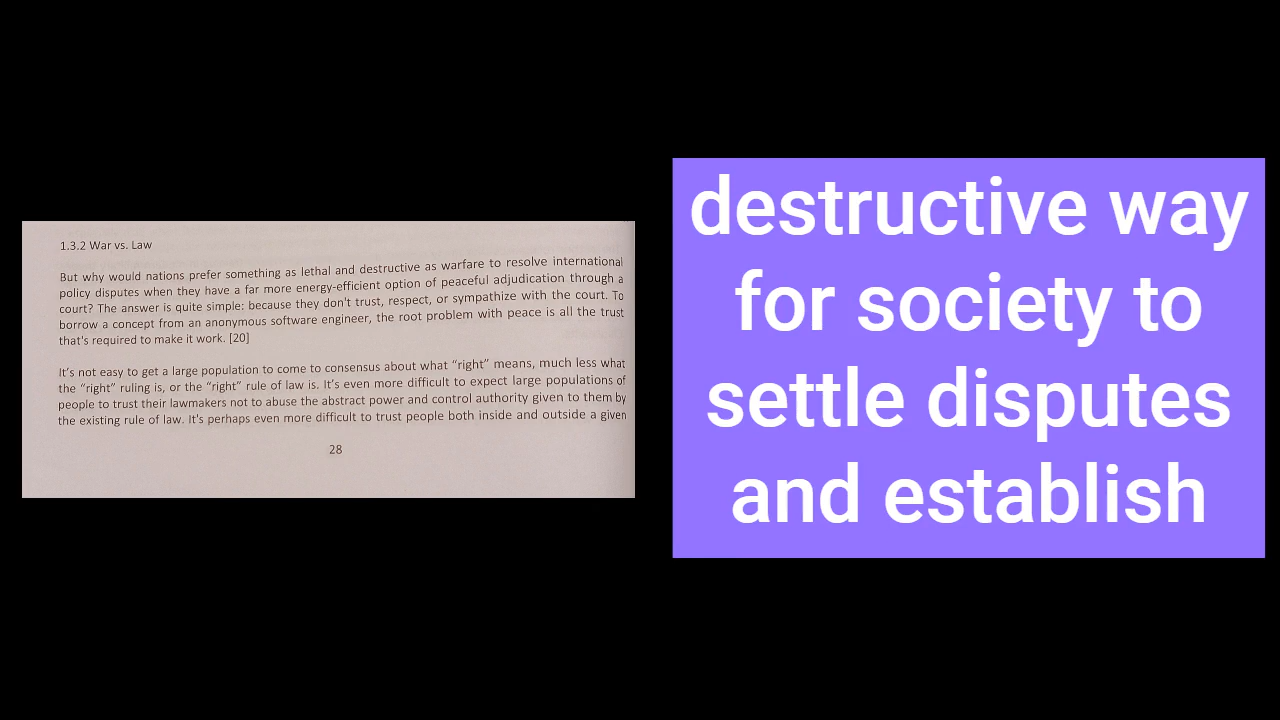 1.3.2 War vs. Law
But why would nations prefer something as lethal and destructive as warfare to resolve international
policy disputes when they have a far more energy-efficient option of peaceful adjudication through a
court? The answer is quite simple: because they don't trust, respect, or sympathize with the court. To
borrow a concept from an anonymous software engineer, the root problem with peace is all the trust
that's required to make it work. [20]
It's not easy to get a large population to come to consensus about what “right” means, much less what
the “right” ruling is, or the “right” rule of law is. It's even more difficult to expect large populations of
people to trust their lawmakers not to abuse the abstract power and control authority given to them by
the existing rule of law. It's perhaps even more difficult to trust people both inside and outside a given
28
destructive way
for society to
settle disputes
and establish